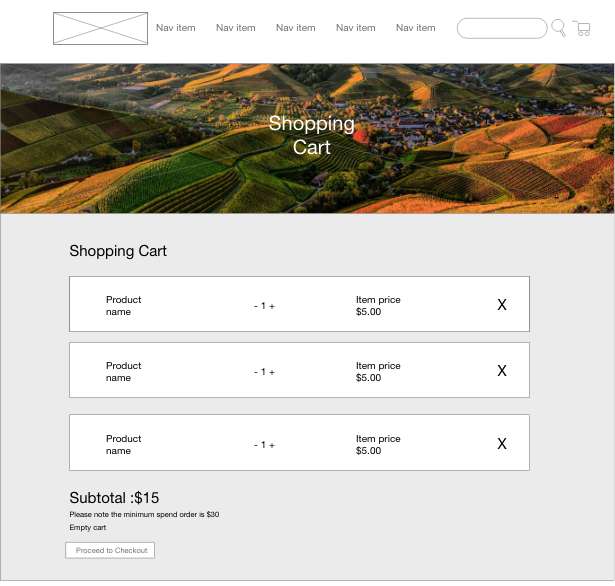 Nav item Nav item Nav item Nav item Nav item
Shopping
Cart
Shopping Cart
Product
name
- 1 +
Item price
$5.00
X
Product
name
- 1 +
Item price
$5.00
X
Product
name
- 1 +
Item price
$5.00
X
Subtotal :$15
Please note the minimum spend order is $30
Empty cart
Proceed to Checkout